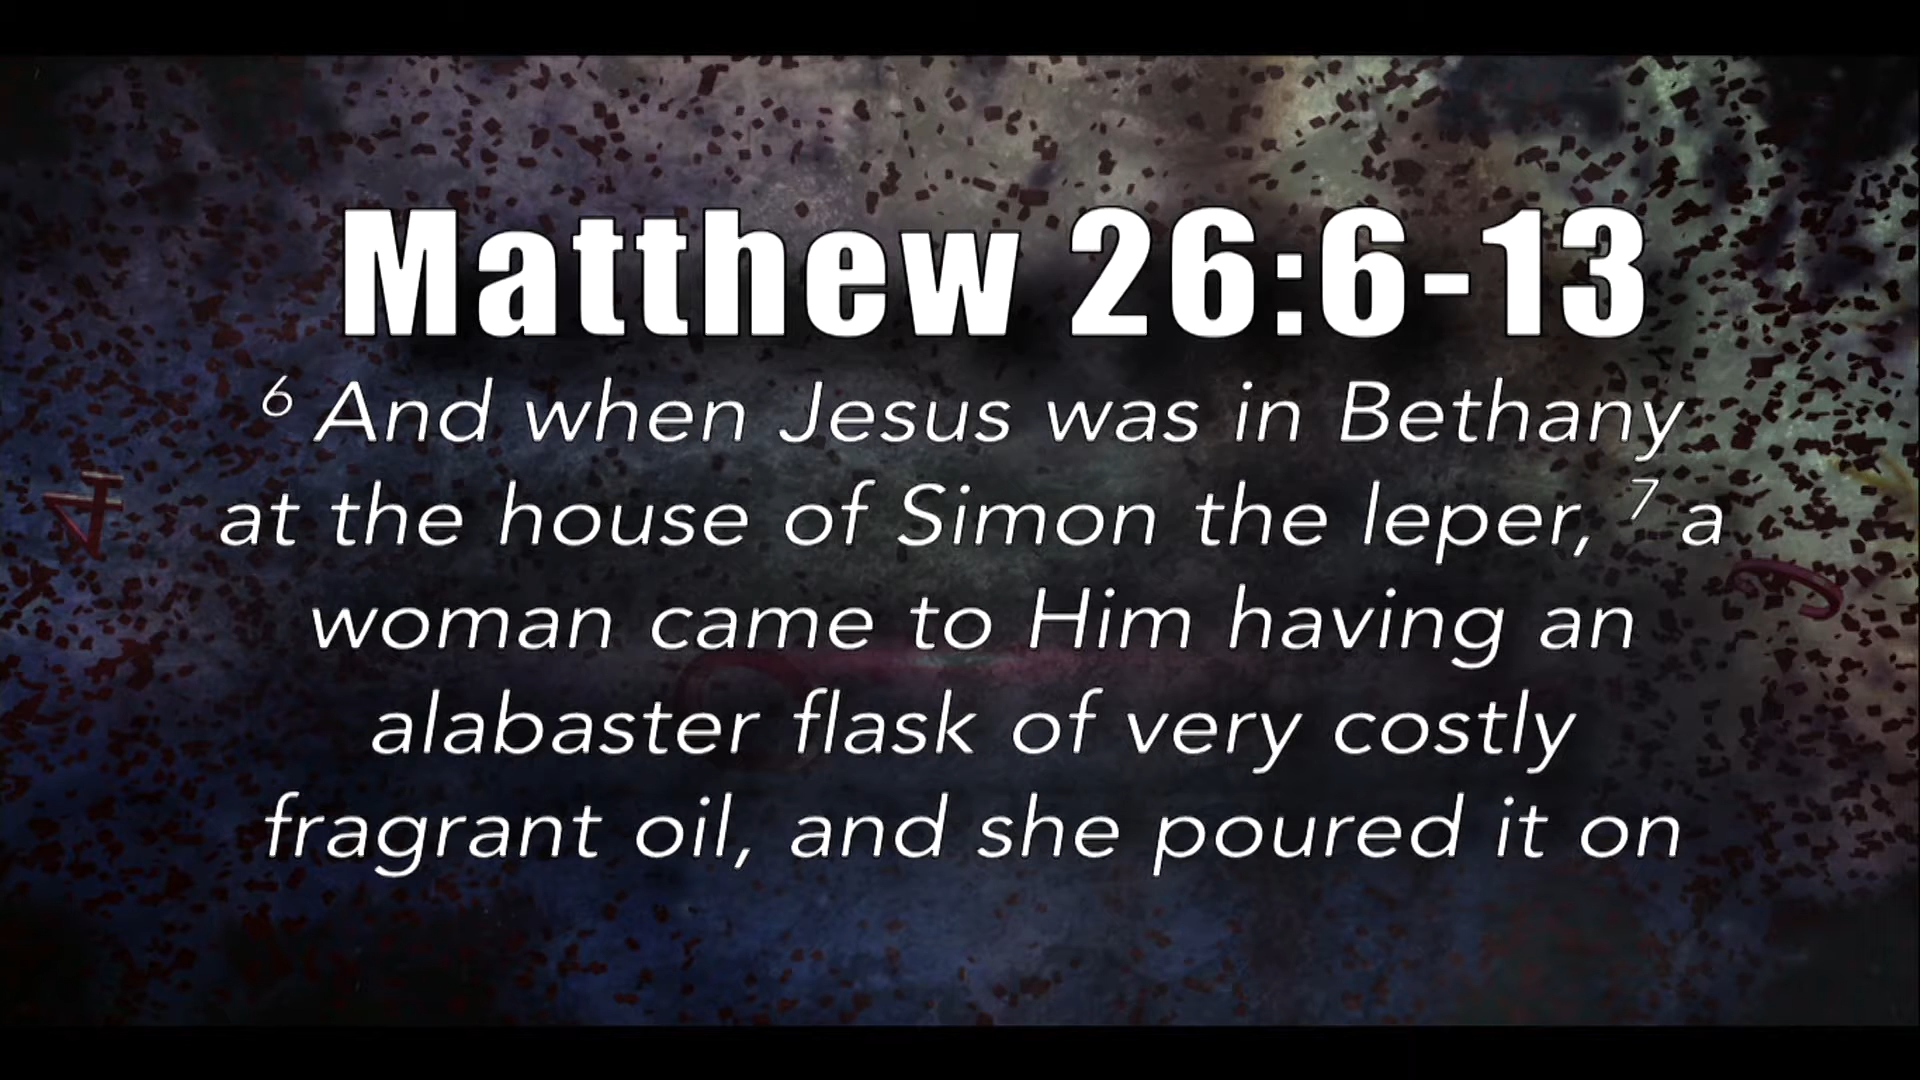 Matthew 26:6-13
6 And when Jesus was in Bethany
at the house of Simon the leper, 7 a
woman came to Him having an
alabaster flask of very costly
fragrant oil, and she poured it on